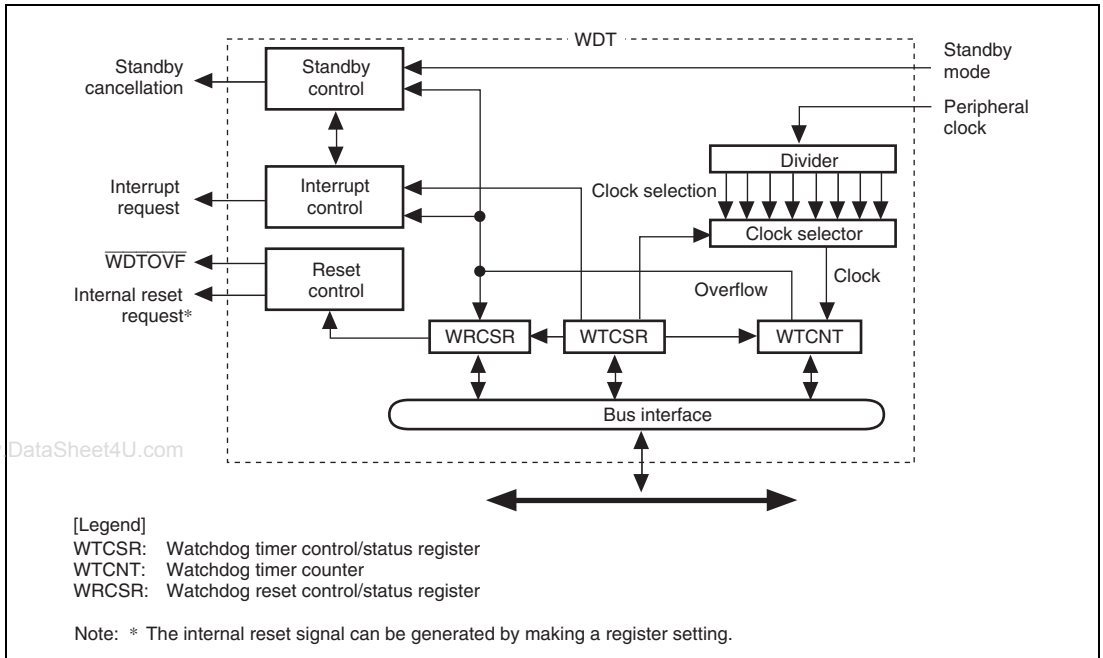 WDT
Standby
cancellation
Standby
control
Standby
mode
Peripheral
clock
Divider
Interrupt
request
Interrupt
control
Clock selection
Clock selector
WDTOVF
Internal reset
request*
Reset
control
Overflow
Clock
WRCSR
WTCSR
WTCNT
Bus interface
DataSheet4U.com
[Legend]
WTCSR: Watchdog timer control/status register
WTCNT: Watchdog timer counter
WRCSR: Watchdog reset control/status register
Note: * The internal reset signal can be generated by making a register setting.